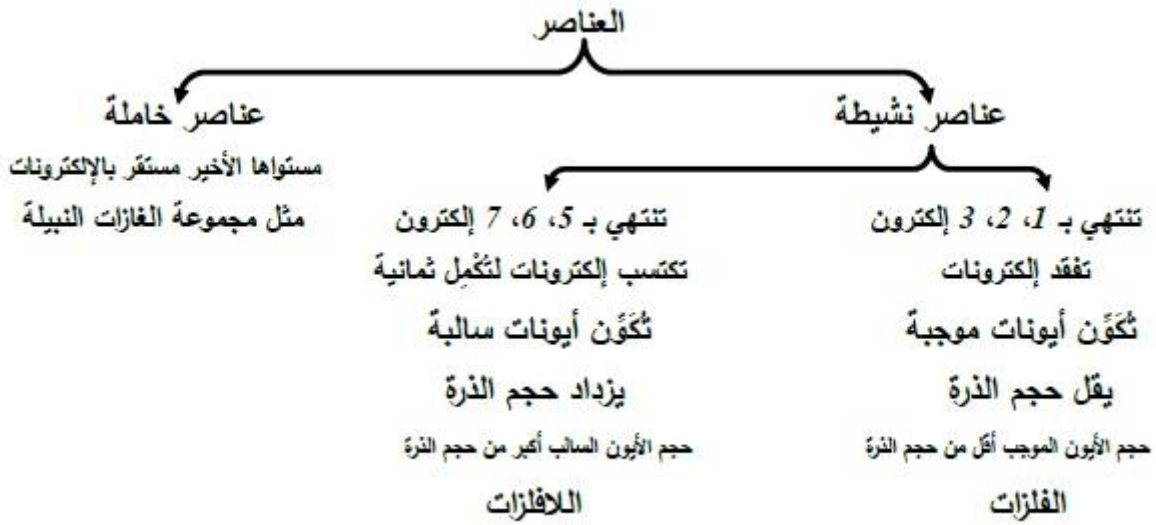 العناصر
عناصر نشيطة
عناصر خاملة
مستواها الأخير مستقر بالإلكترونات
مثل مجموعة الغازات النبيلة
تنتهي بـ 1، 2، 3 إلكترون
تفقد إلكترونات
تُكَوِّن أيونات موجبة
يقل حجم الذرة
حجم الأيون الموجب أقل من حجم الذرة
الفلزات
تنتهي بـ 5، 6، 7 إلكترون
تكتسب إلكترونات لتُكْمِل ثمانية
تُكَوِّن أيونات سالبة
يزداد حجم الذرة
حجم الأيون السالب أكبر من حجم الذرة
اللافلزات